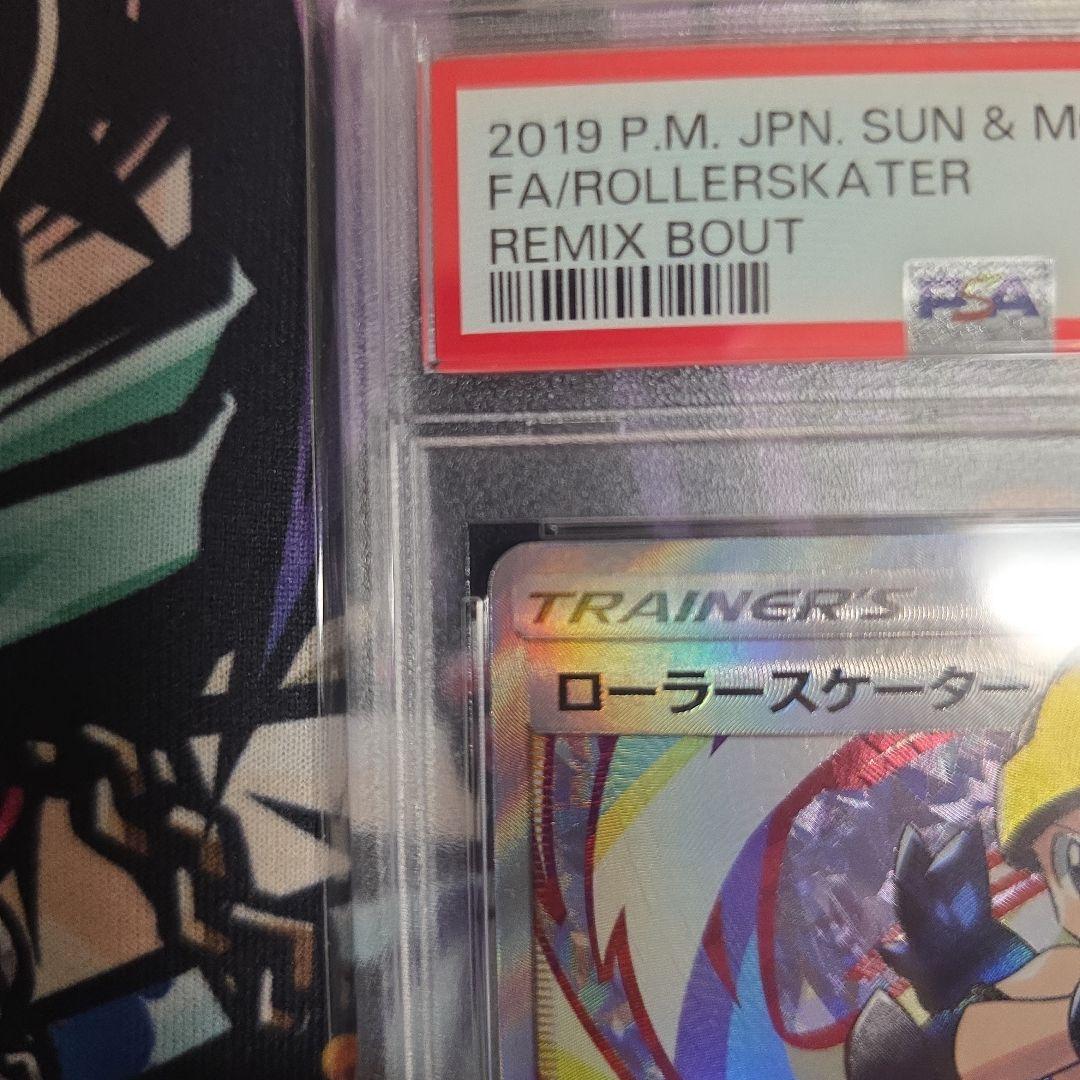 2019 P.M. JPN. SUN & M
FA/ROLLERSKATER
REMIX BOUT
PSA
TRAINER'S
ローラースケーター